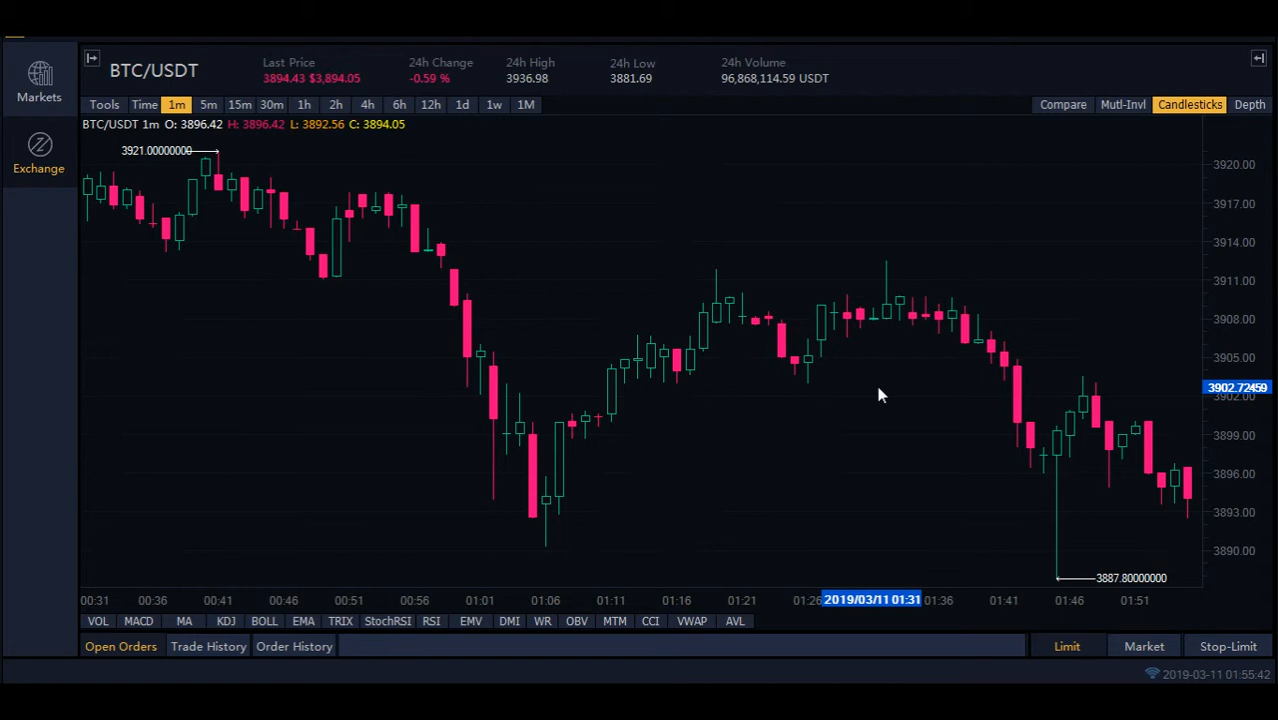 BTC/USDT
Last Price
3894.43 $3,894.05
24h Change
-0.59 %
24h High
3936.98
24h Low
3881.69
24h Volume
96,868,114.59 USDT
Markets
Exchange
Tools Time 1m 5m 15m 30m 1h 2h 4h 6h 12h 1d 1w 1M Compare Mutl-Invl Candlesticks Depth
BTC/USDT 1m O: 3896.42 H: 3896.42 L: 3892.56 C: 3894.05
3921.00000000
3920.00
3917.00
3914.00
3911.00
3908.00
3905.00
3902.72459
3902.00
3899.00
3896.00
3893.00
3890.00
3887.80000000
00:31 00:36 00:41 00:46 00:51 00:56 01:01 01:06 01:11 01:16 01:21 01:26 2019/03/11 01:31 01:36 01:41 01:46 01:51
VOL MACD MA KDJ BOLL EMA TRIX StochRSI RSI EMV DMI WR OBV MTM CCI VWAP AVL
Open Orders Trade History Order History Limit Market Stop-Limit
2019-03-11 01:55:42